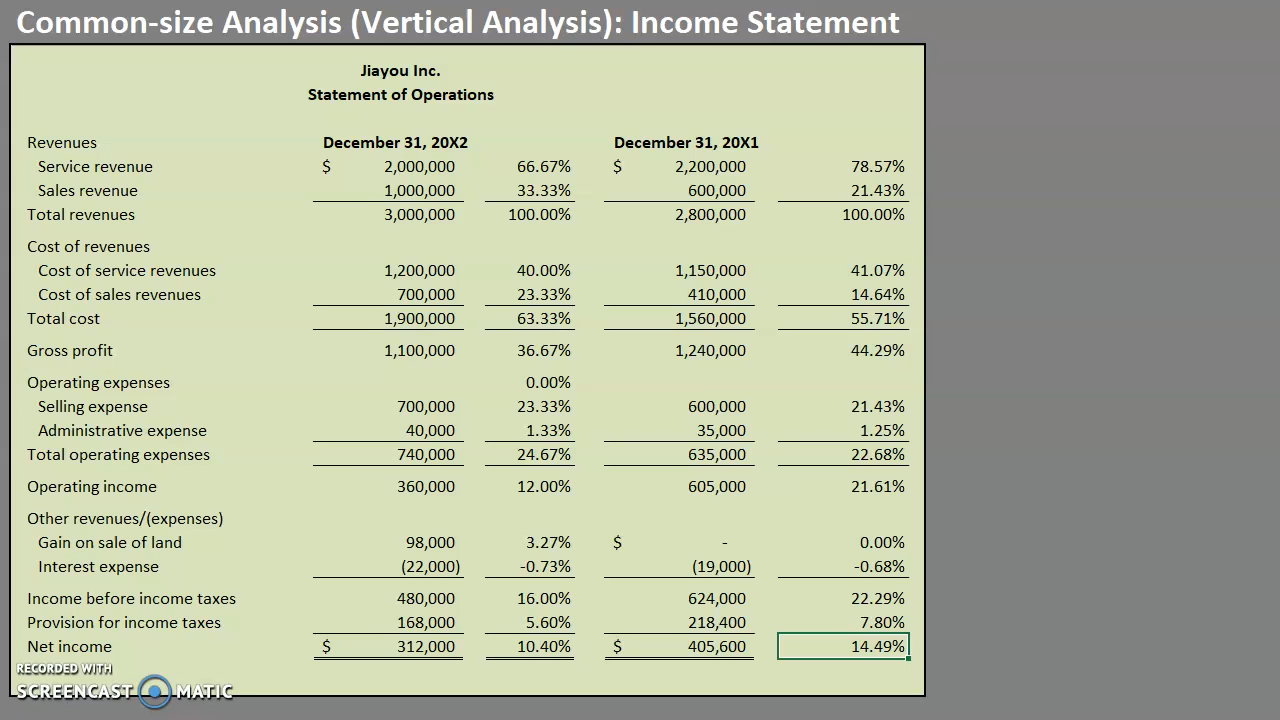 Common-size Analysis (Vertical Analysis): Income Statement
Jiayou Inc.
Statement of Operations
Revenues December 31, 20X2 December 31, 20X1
Service revenue $ 2,000,000 66.67% $ 2,200,000 78.57%
Sales revenue 1,000,000 33.33% 600,000 21.43%
Total revenues 3,000,000 100.00% 2,800,000 100.00%
Cost of revenues
Cost of service revenues 1,200,000 40.00% 1,150,000 41.07%
Cost of sales revenues 700,000 23.33% 410,000 14.64%
Total cost 1,900,000 63.33% 1,560,000 55.71%
Gross profit 1,100,000 36.67% 1,240,000 44.29%
Operating expenses 0.00%
Selling expense 700,000 23.33% 600,000 21.43%
Administrative expense 40,000 1.33% 35,000 1.25%
Total operating expenses 740,000 24.67% 635,000 22.68%
Operating income 360,000 12.00% 605,000 21.61%
Other revenues/(expenses)
Gain on sale of land 98,000 3.27% $ - 0.00%
Interest expense (22,000) -0.73% (19,000) -0.68%
Income before income taxes 480,000 16.00% 624,000 22.29%
Provision for income taxes 168,000 5.60% 218,400 7.80%
Net income $ 312,000 10.40% $ 405,600 14.49%
RECORDED WITH
SCREENCAST MATIC